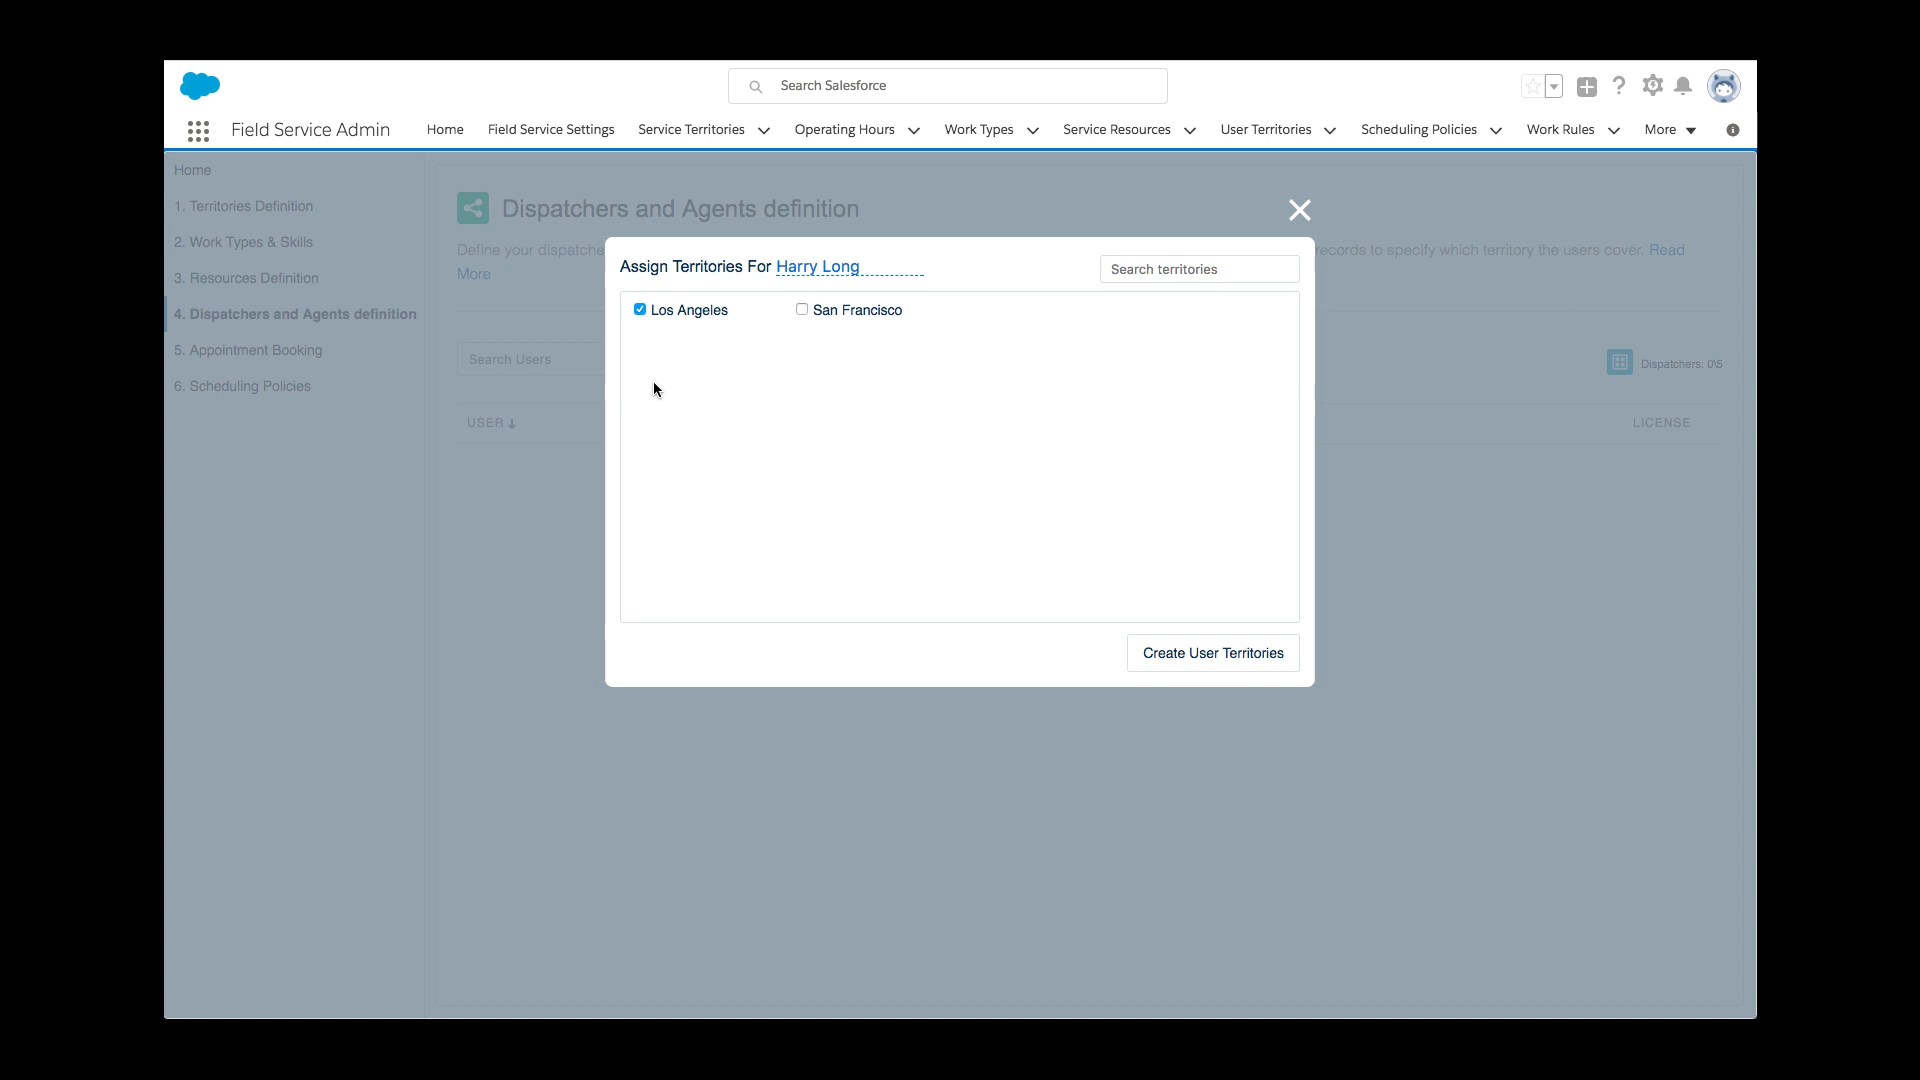 Search Salesforce
Field Service Admin
Home Field Service Settings Service Territories Operating Hours Work Types Service Resources User Territories Scheduling Policies Work Rules More
Home
1. Territories Definition
2. Work Types & Skills
3. Resources Definition
4. Dispatchers and Agents definition
5. Appointment Booking
6. Scheduling Policies
Dispatchers and Agents definition
Define your dispatche
records to specify which territory the users cover. Read
More
Search Users
Dispatchers: 0\5
USER
LICENSE
Assign Territories For Harry Long
Search territories
Los Angeles San Francisco
Create User Territories